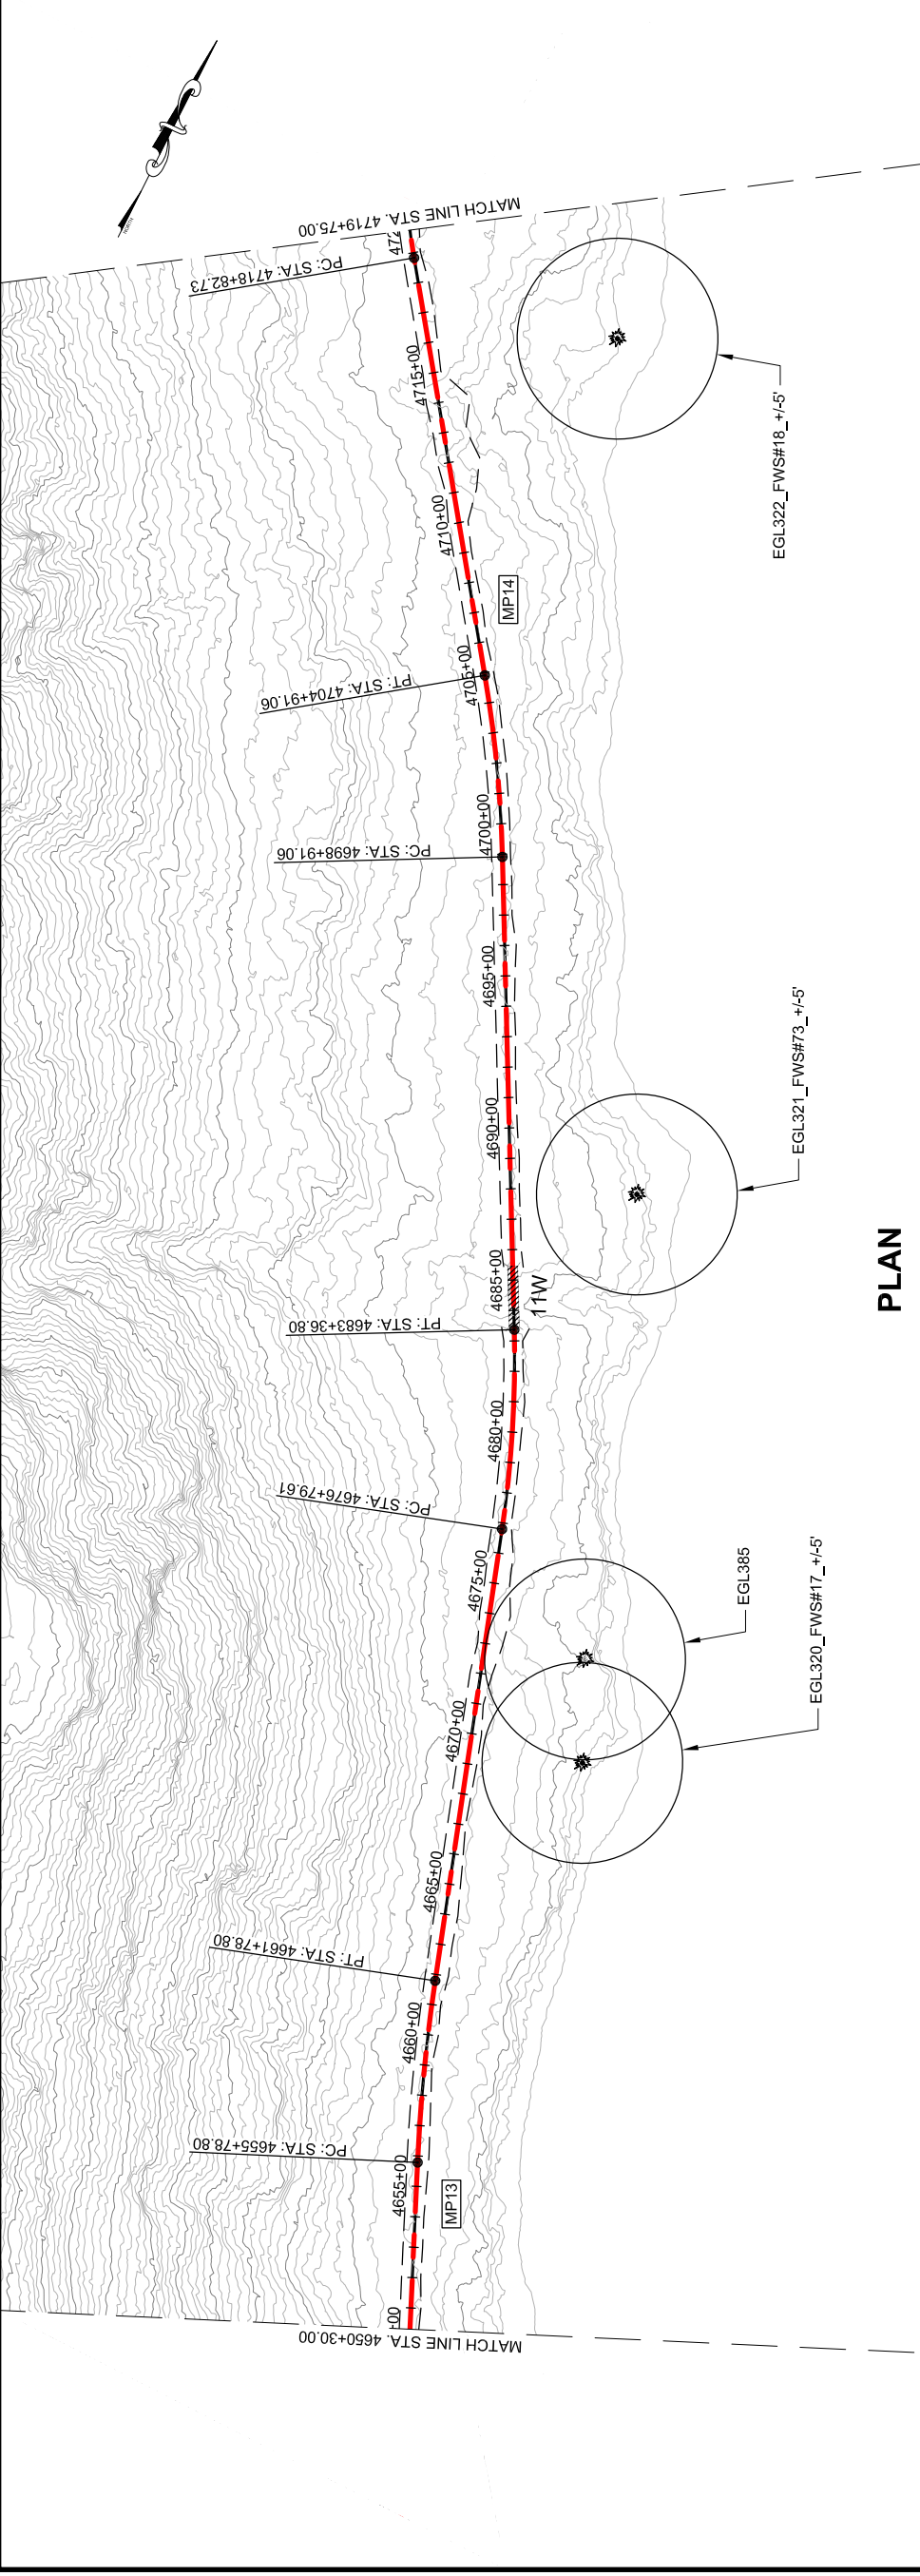 NORTH
MATCH LINE STA. 4650+30.00
+00
PC: STA: 4655+78.80
4655+00
MP13
4660+00
PT: STA: 4661+78.80
4665+00
4670+00
4675+00
PC: STA: 4676+79.61
4680+00
PT: STA: 4683+36.80
4685+00
11W
4690+00
4695+00
PC: STA: 4698+91.06
4700+00
PT: STA: 4704+91.06
4705+00
MP14
4710+00
4715+00
PC: STA: 4718+82.73
472
MATCH LINE STA. 4719+75.00
EGL320_FWS#17_+/-5'
EGL385
EGL321_FWS#73_+/-5'
EGL322_FWS#18_+/-5'
PLAN